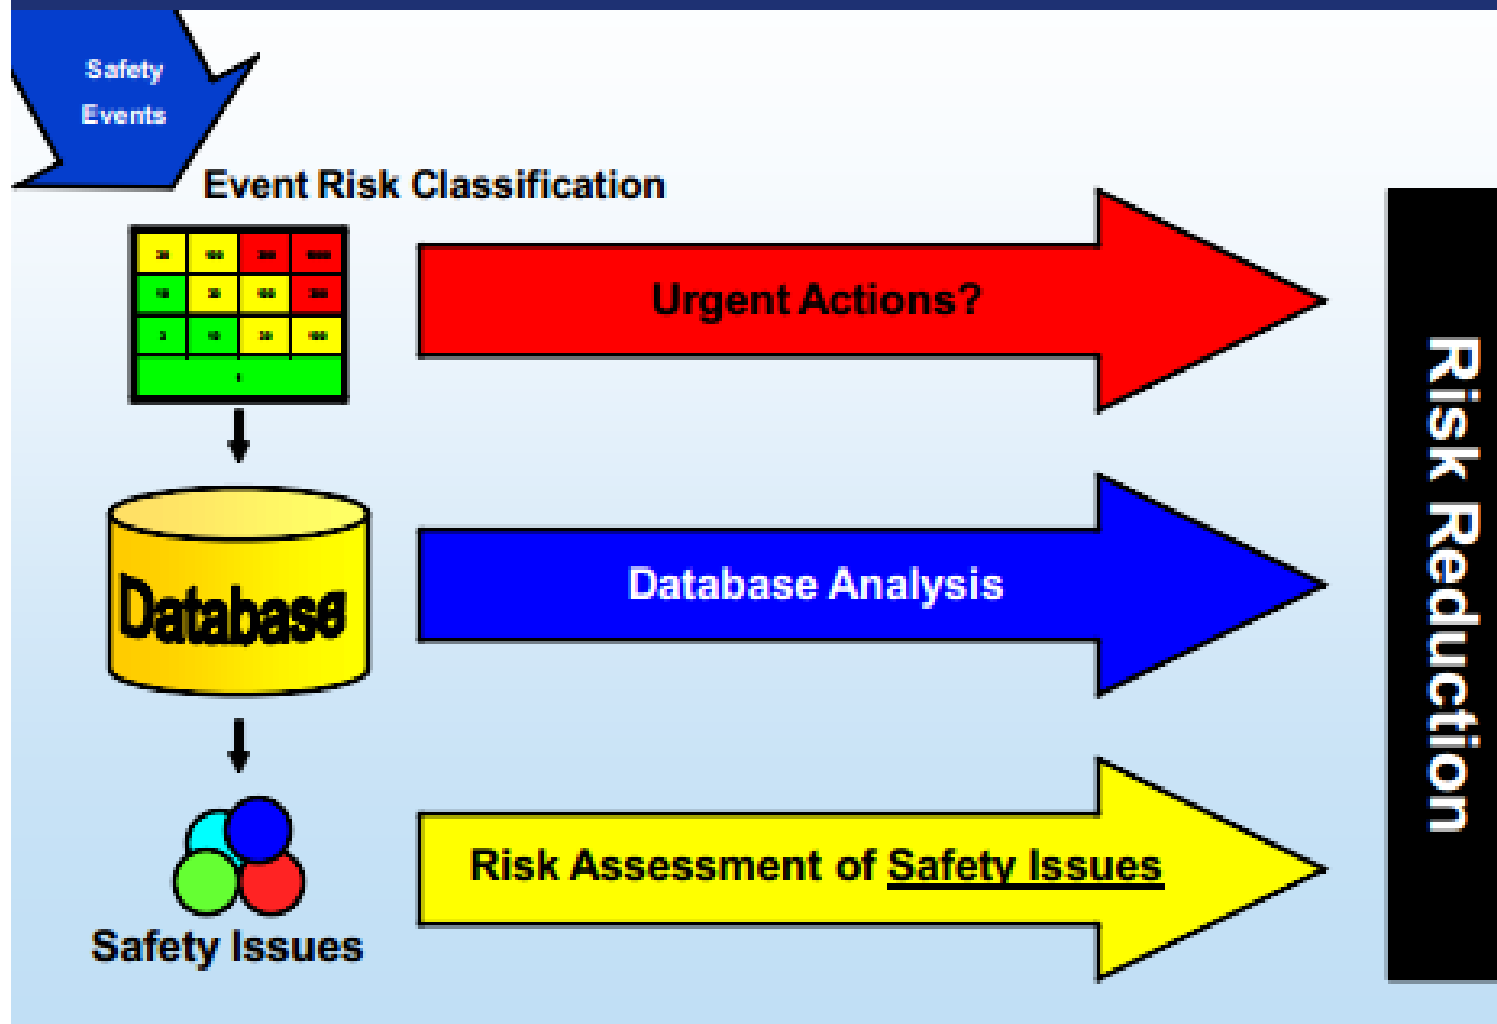 Safety
Events
Event Risk Classification
Urgent Actions?
Database
Database Analysis
Risk Assessment of Safety Issues
Safety Issues
Risk Reduction